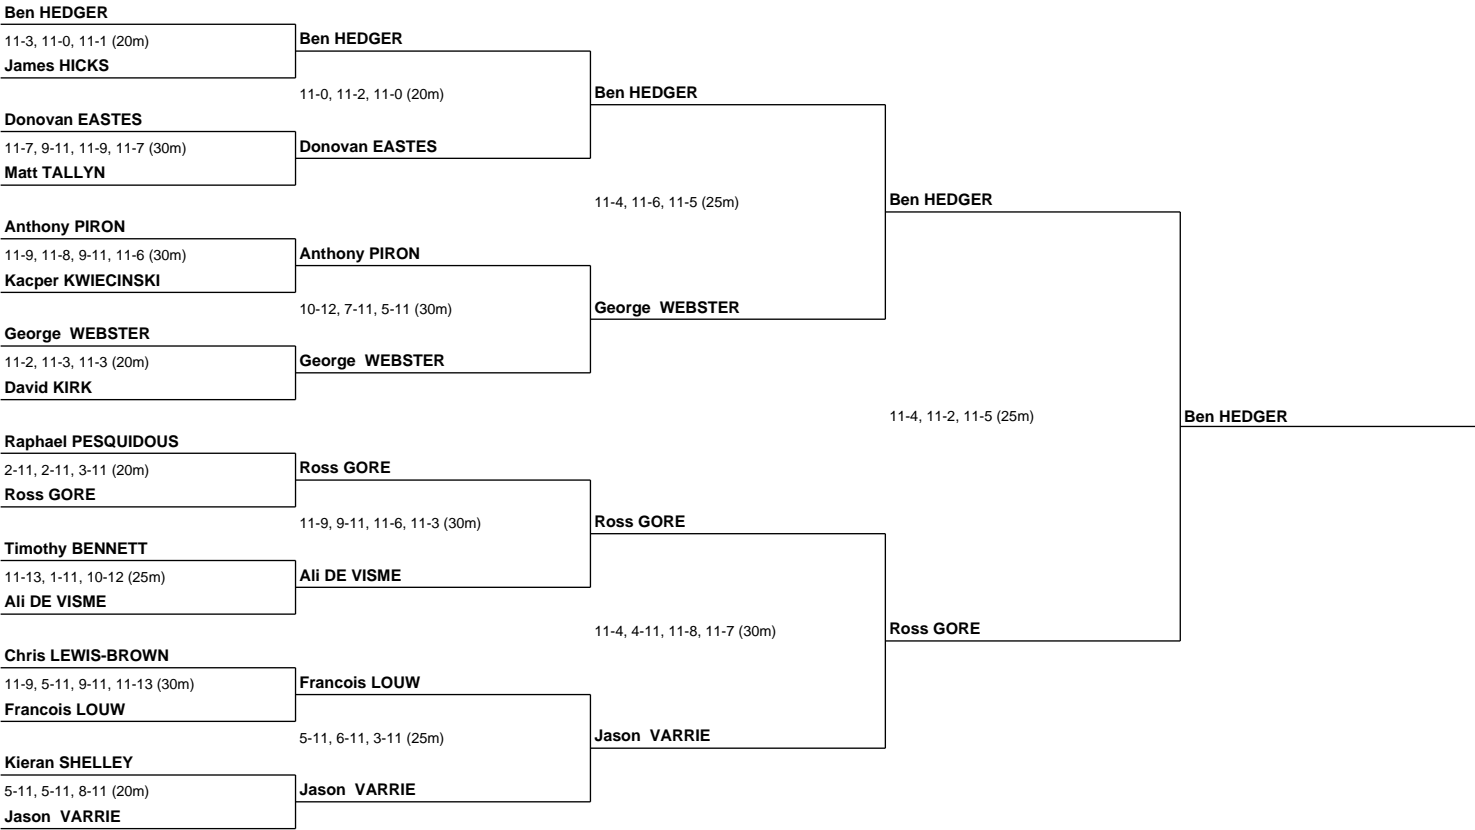 Ben HEDGER
11-3, 11-0, 11-1 (20m)
James HICKS
Donovan EASTES
11-7, 9-11, 11-9, 11-7 (30m)
Matt TALLYN
Anthony PIRON
11-9, 11-8, 9-11, 11-6 (30m)
Kacper KWIECINSKI
George WEBSTER
11-2, 11-3, 11-3 (20m)
David KIRK
Raphael PESQUIDOUS
2-11, 2-11, 3-11 (20m)
Ross GORE
Timothy BENNETT
11-13, 1-11, 10-12 (25m)
Ali DE VISME
Chris LEWIS-BROWN
11-9, 5-11, 9-11, 11-13 (30m)
Francois LOUW
Kieran SHELLEY
5-11, 5-11, 8-11 (20m)
Jason VARRIE
Ben HEDGER
11-0, 11-2, 11-0 (20m)
Donovan EASTES
Anthony PIRON
10-12, 7-11, 5-11 (30m)
George WEBSTER
Ross GORE
11-9, 9-11, 11-6, 11-3 (30m)
Ali DE VISME
Francois LOUW
5-11, 6-11, 3-11 (25m)
Jason VARRIE
Ben HEDGER
11-4, 11-6, 11-5 (25m)
George WEBSTER
Ross GORE
11-4, 4-11, 11-8, 11-7 (30m)
Jason VARRIE
Ben HEDGER
11-4, 11-2, 11-5 (25m)
Ross GORE
Ben HEDGER